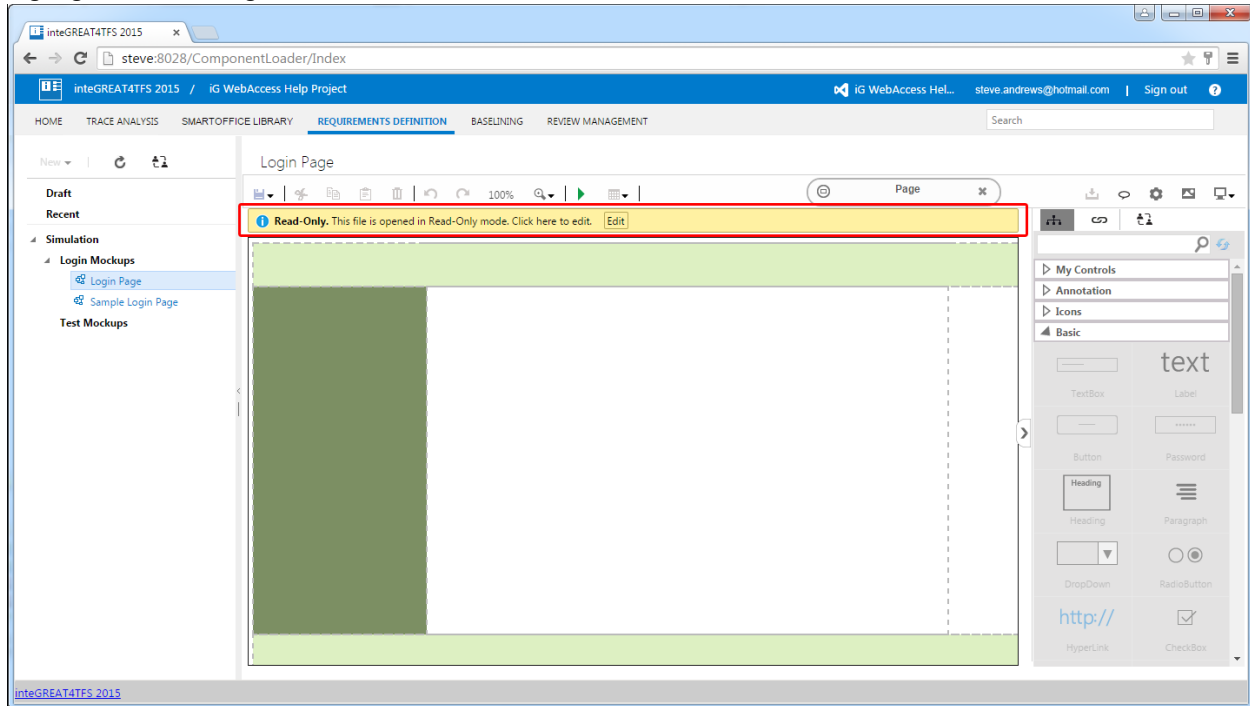 inteGREAT4TFS 2015
steve:8028/ComponentLoader/Index
inteGREAT4TFS 2015 / iG WebAccess Help Project
iG WebAccess Hel... steve.andrews@hotmail.com | Sign out ?
HOME TRACE ANALYSIS SMARTOFFICE LIBRARY REQUIREMENTS DEFINITION BASELINING REVIEW MANAGEMENT Search
New
Login Page
100%
Page
Draft
Recent
Simulation
Login Mockups
Login Page
Sample Login Page
Test Mockups
Read-Only. This file is opened in Read-Only mode. Click here to edit. Edit
My Controls
Annotation
Icons
Basic
text
TextBox Label
Button Password
Heading
Heading Paragraph
DropDown RadioButton
http://
HyperLink CheckBox
inteGREAT4TFS 2015